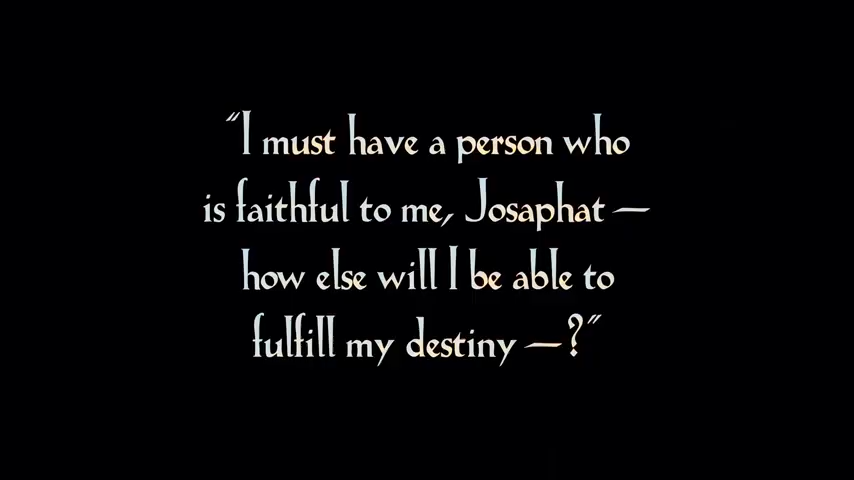 "I must have a person who
is faithful to me, Josaphat —
how else will I be able to
fulfill my destiny —?"